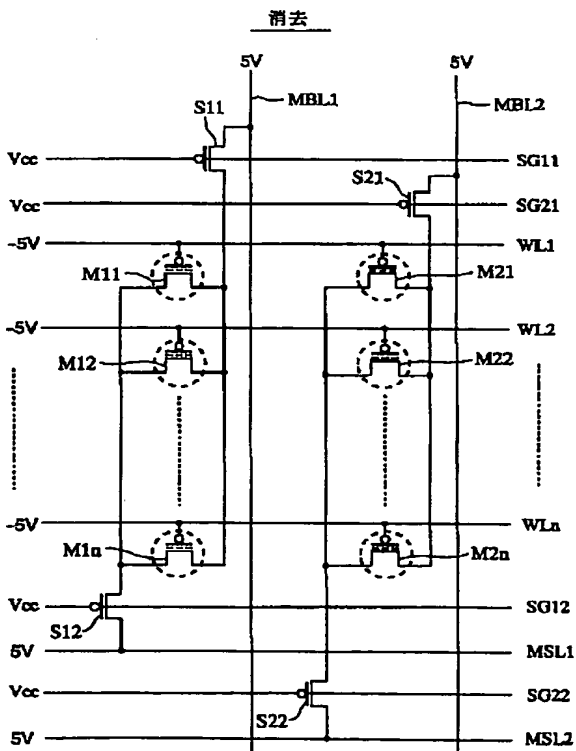 消去
5V
5V
MBL1
MBL2
S11
Vcc
SG11
S21
Vcc
SG21
-5V
WL1
M11
M21
-5V
WL2
M12
M22
-5V
WLn
M1n
M2n
Vcc
SG12
S12
5V
MSL1
Vcc
SG22
S22
5V
MSL2